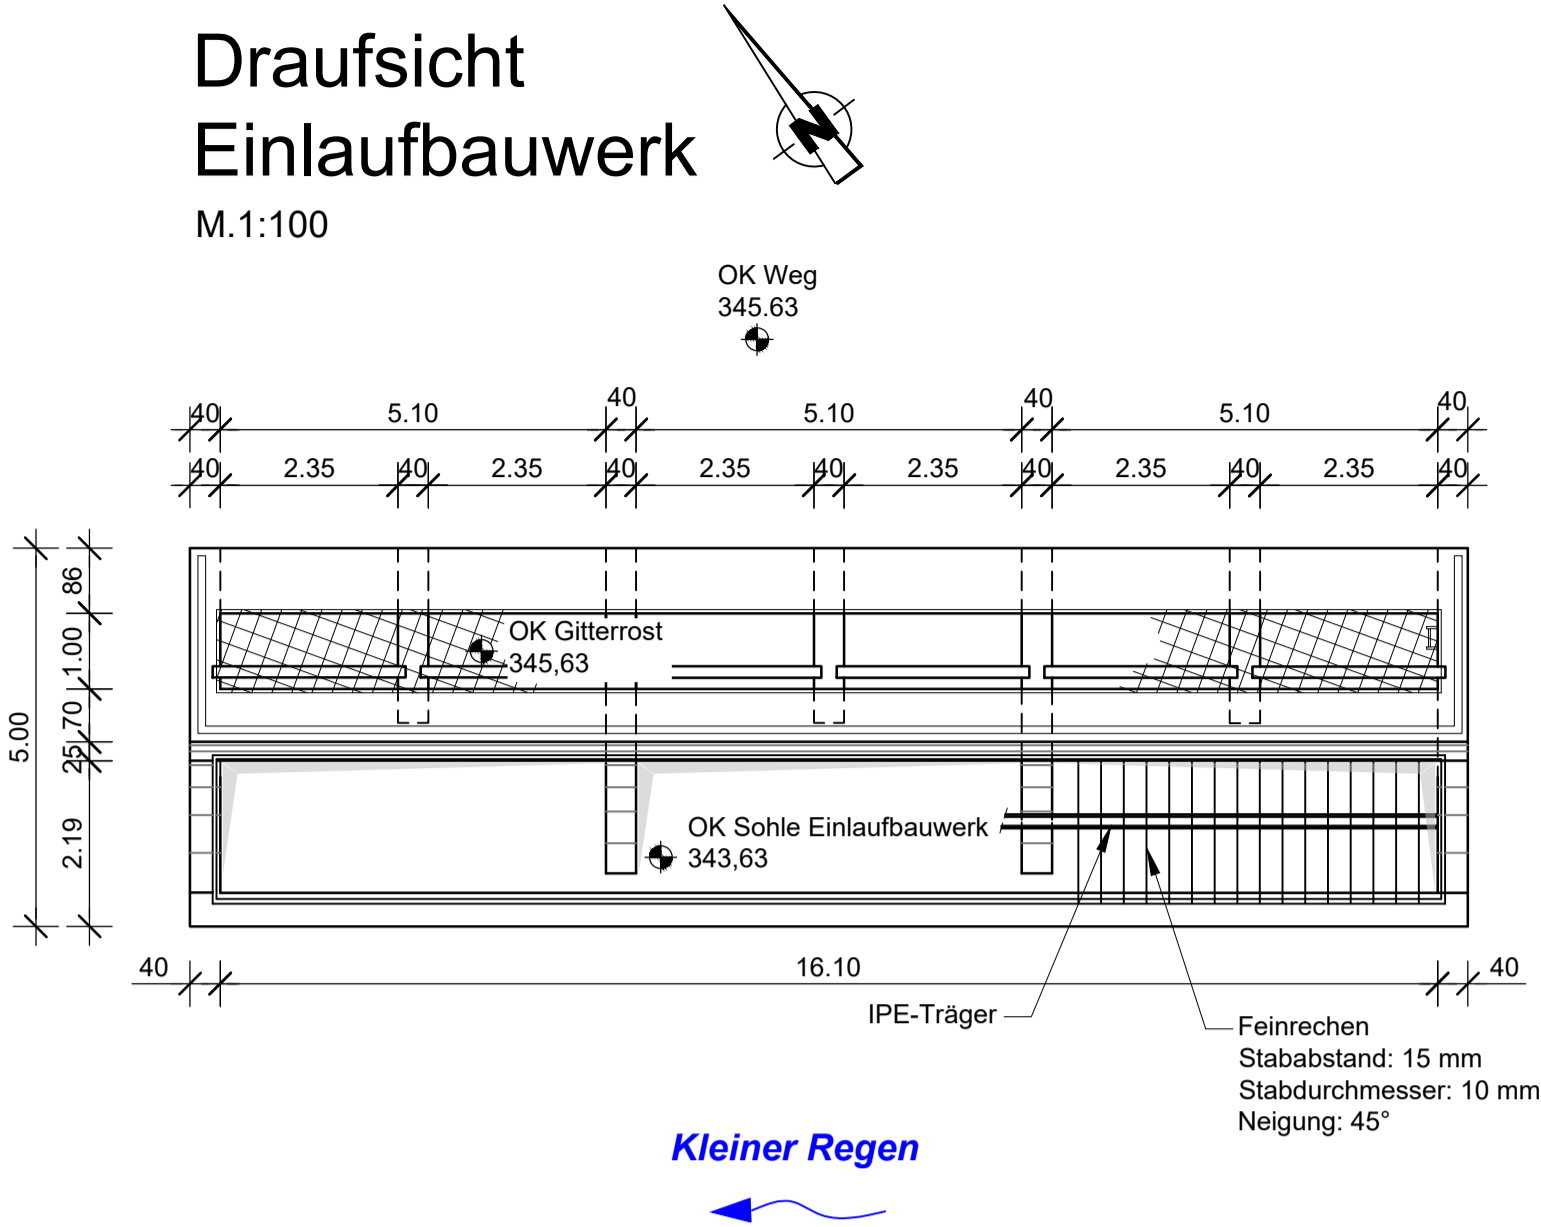 Draufsicht
Einlaufbauwerk
M.1:100
N
OK Weg
345.63
40 5.10 40 5.10 40 5.10 40
40 2.35 40 2.35 40 2.35 40 2.35 40 2.35 40 2.35 40
5.00
86
1.00
70
25
2.19
OK Gitterrost
345,63
OK Sohle Einlaufbauwerk
343,63
40 16.10 40
IPE-Träger
Feinrechen
Stababstand: 15 mm
Stabdurchmesser: 10 mm
Neigung: 45°
Kleiner Regen